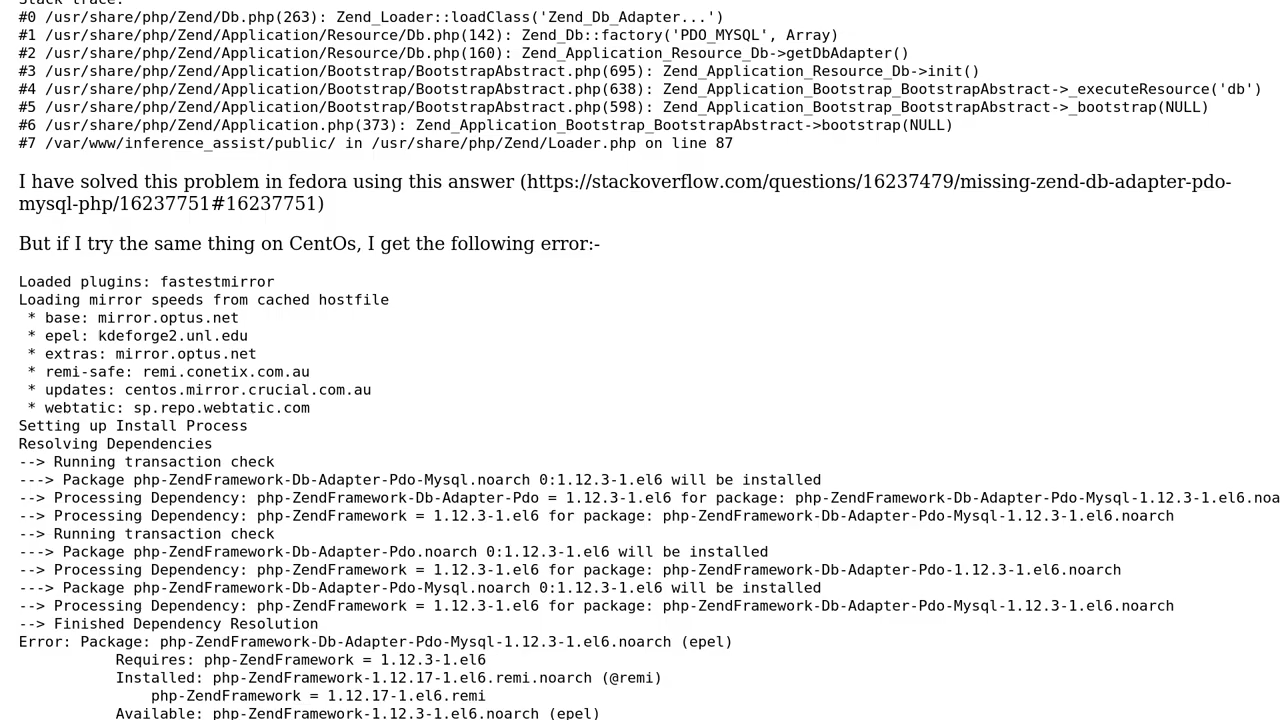 Stack trace:
#0 /usr/share/php/Zend/Db.php(263): Zend_Loader::loadClass('Zend_Db_Adapter...')
#1 /usr/share/php/Zend/Application/Resource/Db.php(142): Zend_Db::factory('PDO_MYSQL', Array)
#2 /usr/share/php/Zend/Application/Resource/Db.php(160): Zend_Application_Resource_Db->getDbAdapter()
#3 /usr/share/php/Zend/Application/Bootstrap/BootstrapAbstract.php(695): Zend_Application_Resource_Db->init()
#4 /usr/share/php/Zend/Application/Bootstrap/BootstrapAbstract.php(638): Zend_Application_Bootstrap_BootstrapAbstract->_executeResource('db')
#5 /usr/share/php/Zend/Application/Bootstrap/BootstrapAbstract.php(598): Zend_Application_Bootstrap_BootstrapAbstract->_bootstrap(NULL)
#6 /usr/share/php/Zend/Application.php(373): Zend_Application_Bootstrap_BootstrapAbstract->bootstrap(NULL)
#7 /var/www/inference_assist/public/ in /usr/share/php/Zend/Loader.php on line 87
I have solved this problem in fedora using this answer (https://stackoverflow.com/questions/16237479/missing-zend-db-adapter-pdo-
mysql-php/16237751#16237751)
But if I try the same thing on CentOs, I get the following error:-
Loaded plugins: fastestmirror
Loading mirror speeds from cached hostfile
* base: mirror.optus.net
* epel: kdeforge2.unl.edu
* extras: mirror.optus.net
* remi-safe: remi.conetix.com.au
* updates: centos.mirror.crucial.com.au
* webtatic: sp.repo.webtatic.com
Setting up Install Process
Resolving Dependencies
--> Running transaction check
---> Package php-ZendFramework-Db-Adapter-Pdo-Mysql.noarch 0:1.12.3-1.el6 will be installed
--> Processing Dependency: php-ZendFramework-Db-Adapter-Pdo = 1.12.3-1.el6 for package: php-ZendFramework-Db-Adapter-Pdo-Mysql-1.12.3-1.el6.noa
--> Processing Dependency: php-ZendFramework = 1.12.3-1.el6 for package: php-ZendFramework-Db-Adapter-Pdo-Mysql-1.12.3-1.el6.noarch
--> Running transaction check
---> Package php-ZendFramework-Db-Adapter-Pdo.noarch 0:1.12.3-1.el6 will be installed
--> Processing Dependency: php-ZendFramework = 1.12.3-1.el6 for package: php-ZendFramework-Db-Adapter-Pdo-1.12.3-1.el6.noarch
---> Package php-ZendFramework-Db-Adapter-Pdo-Mysql.noarch 0:1.12.3-1.el6 will be installed
--> Processing Dependency: php-ZendFramework = 1.12.3-1.el6 for package: php-ZendFramework-Db-Adapter-Pdo-Mysql-1.12.3-1.el6.noarch
--> Finished Dependency Resolution
Error: Package: php-ZendFramework-Db-Adapter-Pdo-Mysql-1.12.3-1.el6.noarch (epel)
Requires: php-ZendFramework = 1.12.3-1.el6
Installed: php-ZendFramework-1.12.17-1.el6.remi.noarch (@remi)
php-ZendFramework = 1.12.17-1.el6.remi
Available: php-ZendFramework-1.12.3-1.el6.noarch (epel)